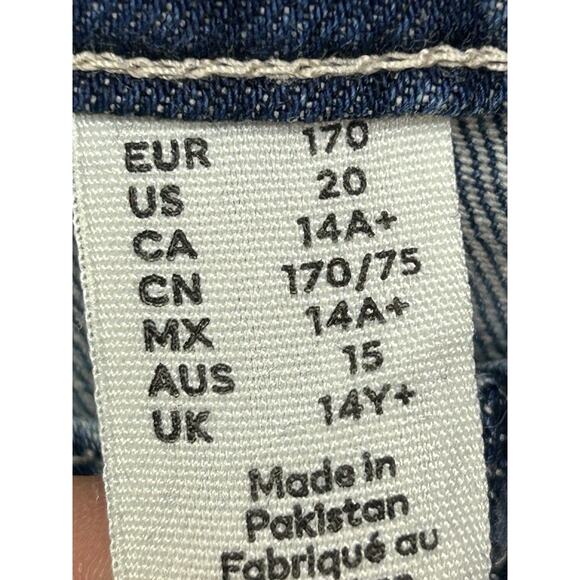 EUR 170
US 20
CA 14A+
CN 170/75
MX 14A+
AUS 15
UK 14Y+
Made in
Pakistan
Fabriqué au